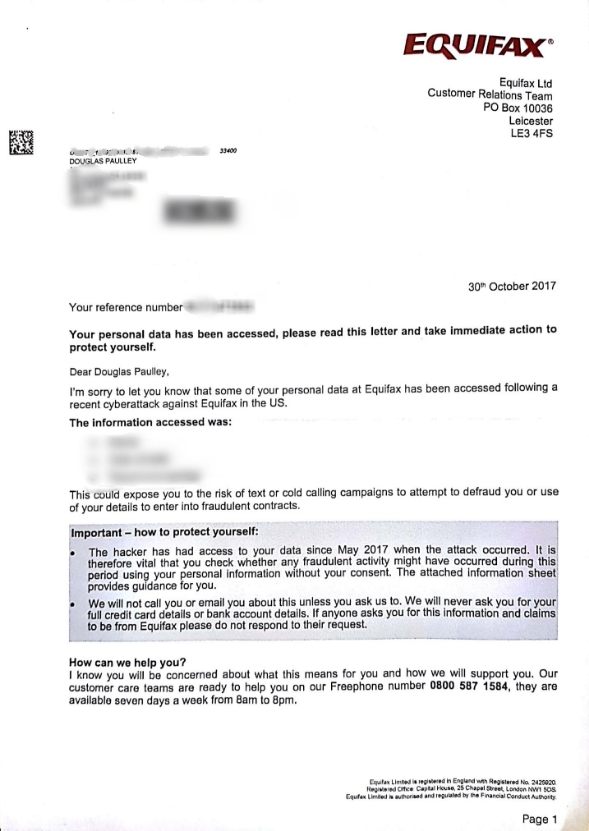 EQUIFAX®
Equifax Ltd
Customer Relations Team
PO Box 10036
Leicester
LE3 4FS
33400
DOUGLAS PAULLEY
30th October 2017
Your reference number
Your personal data has been accessed, please read this letter and take immediate action to
protect yourself.
Dear Douglas Paulley,
I'm sorry to let you know that some of your personal data at Equifax has been accessed following a
recent cyberattack against Equifax in the US.
The information accessed was:
This could expose you to the risk of text or cold calling campaigns to attempt to defraud you or use
of your details to enter into fraudulent contracts.
Important – how to protect yourself:
• The hacker has had access to your data since May 2017 when the attack occurred. It is
therefore vital that you check whether any fraudulent activity might have occurred during this
period using your personal information without your consent. The attached information sheet
provides guidance for you.
• We will not call you or email you about this unless you ask us to. We will never ask you for your
full credit card details or bank account details. If anyone asks you for this information and claims
to be from Equifax please do not respond to their request.
How can we help you?
I know you will be concerned about what this means for you and how we will support you. Our
customer care teams are ready to help you on our Freephone number 0800 587 1584, they are
available seven days a week from 8am to 8pm.
Equifax Limited is registered in England with Registered No. 2425920.
Registered Office: Capital House, 25 Chapel Street, London NW1 5DS.
Equifax Limited is authorised and regulated by the Financial Conduct Authority.
Page 1